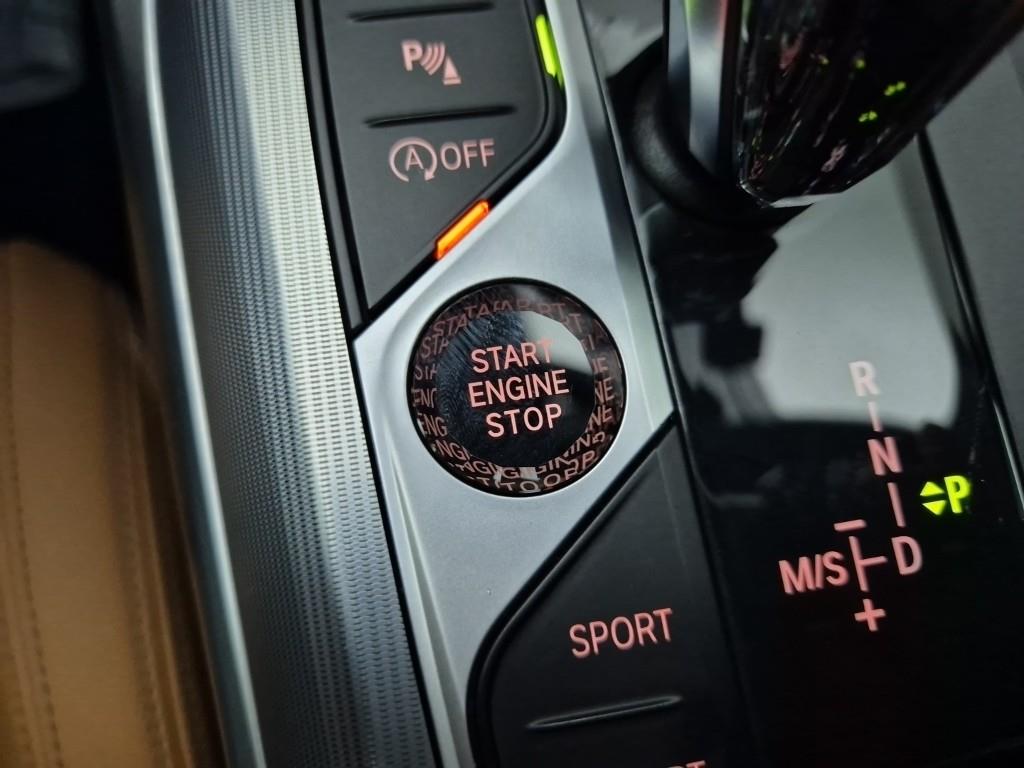 P
A OFF
START
ENGINE
STOP
R
N
P
D
M/S
+
SPORT